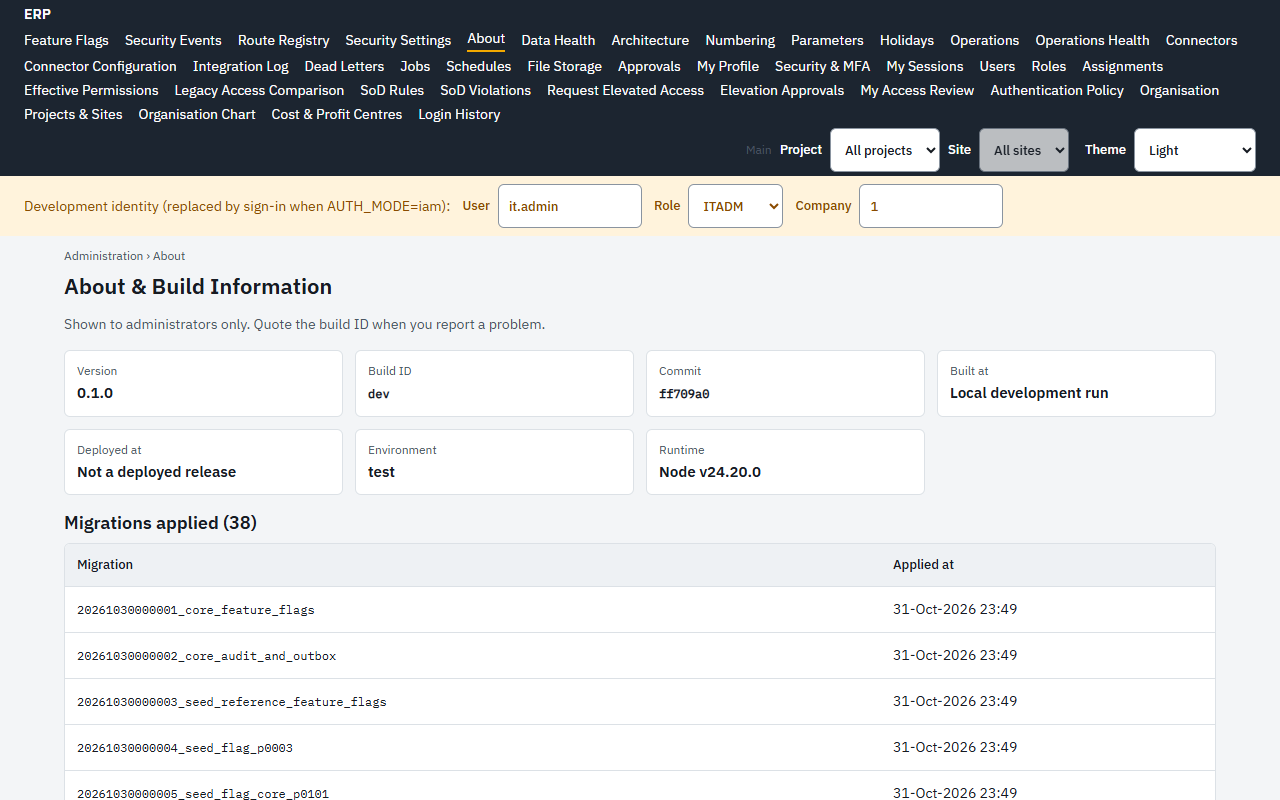 ERP
Feature Flags Security Events Route Registry Security Settings About Data Health Architecture Numbering Parameters Holidays Operations Operations Health Connectors
Connector Configuration Integration Log Dead Letters Jobs Schedules File Storage Approvals My Profile Security & MFA My Sessions Users Roles Assignments
Effective Permissions Legacy Access Comparison SoD Rules SoD Violations Request Elevated Access Elevation Approvals My Access Review Authentication Policy Organisation
Projects & Sites Organisation Chart Cost & Profit Centres Login History
Main Project All projects Site All sites Theme Light
Development identity (replaced by sign-in when AUTH_MODE=iam): User it.admin Role ITADM Company 1
Administration › About
About & Build Information
Shown to administrators only. Quote the build ID when you report a problem.
Version Build ID Commit Built at
0.1.0 dev ff709a0 Local development run
Deployed at Environment Runtime
Not a deployed release test Node v24.20.0
Migrations applied (38)
Migration Applied at
20261030000001_core_feature_flags 31-Oct-2026 23:49
20261030000002_core_audit_and_outbox 31-Oct-2026 23:49
20261030000003_seed_reference_feature_flags 31-Oct-2026 23:49
20261030000004_seed_flag_p0003 31-Oct-2026 23:49
20261030000005_seed_flag_core_p0101 31-Oct-2026 23:49